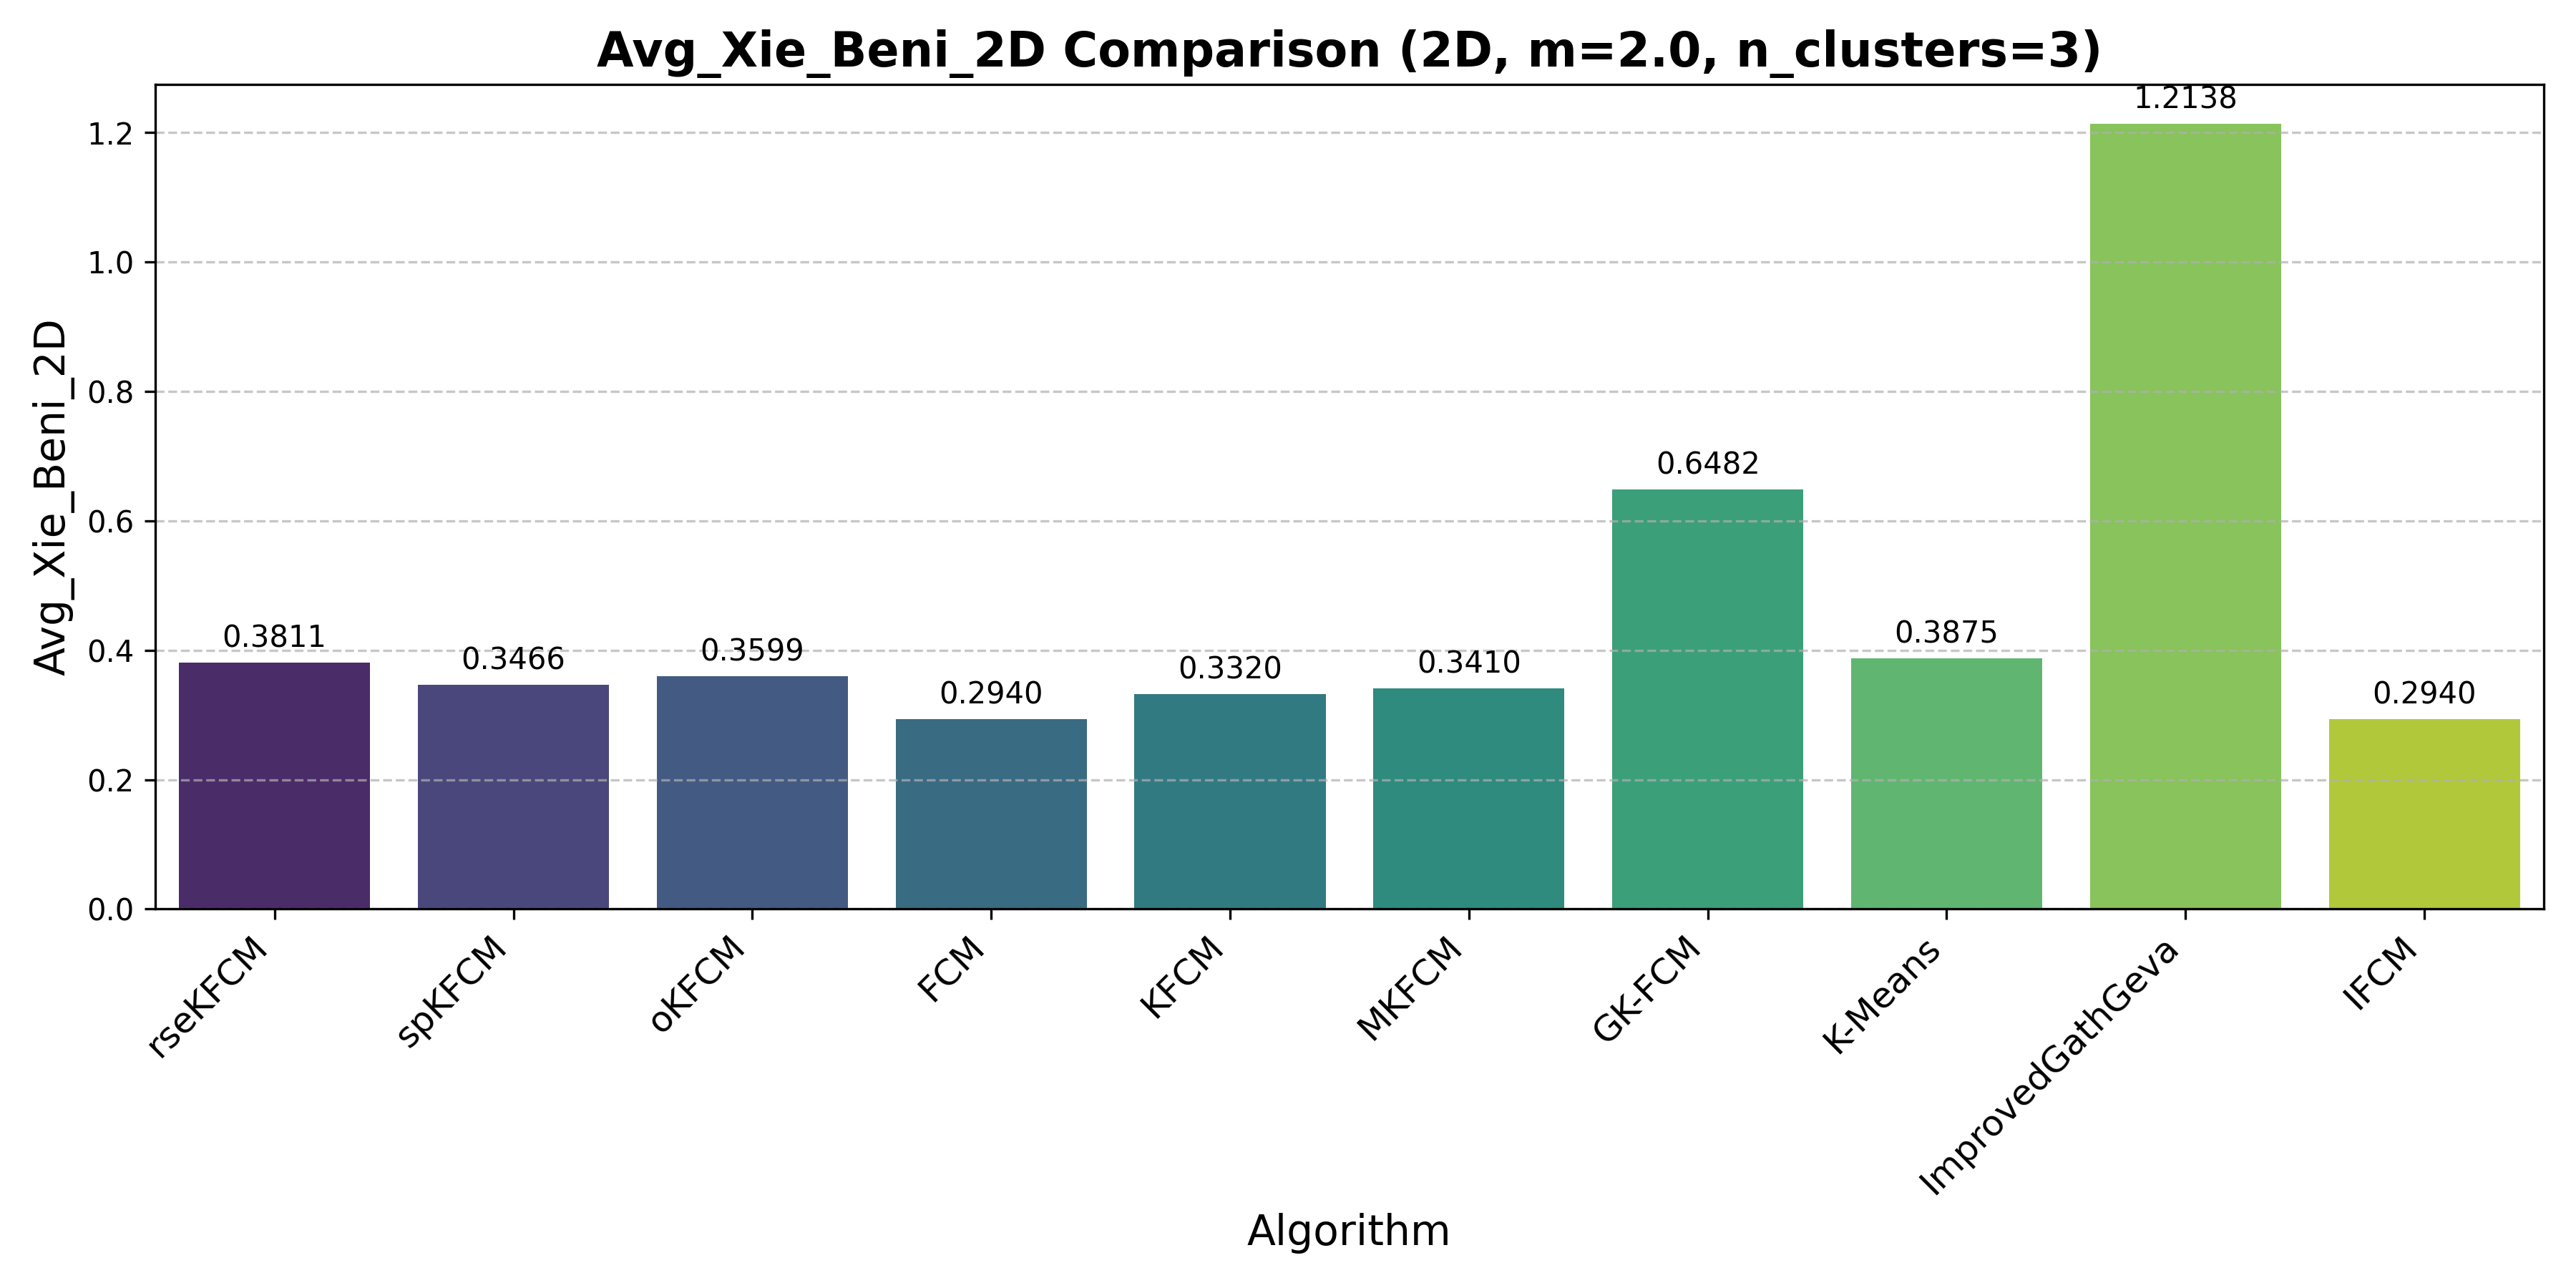 Avg_Xie_Beni_2D Comparison (2D, m=2.0, n_clusters=3)
Avg_Xie_Beni_2D
1.2
1.0
0.8
0.6
0.4
0.2
0.0
0.3811
0.3466
0.3599
0.2940
0.3320
0.3410
0.6482
0.3875
1.2138
0.2940
rseKFCM
spKFCM
oKFCM
FCM
KFCM
MKFCM
GK-FCM
K-Means
ImprovedGathGeva
IFCM
Algorithm